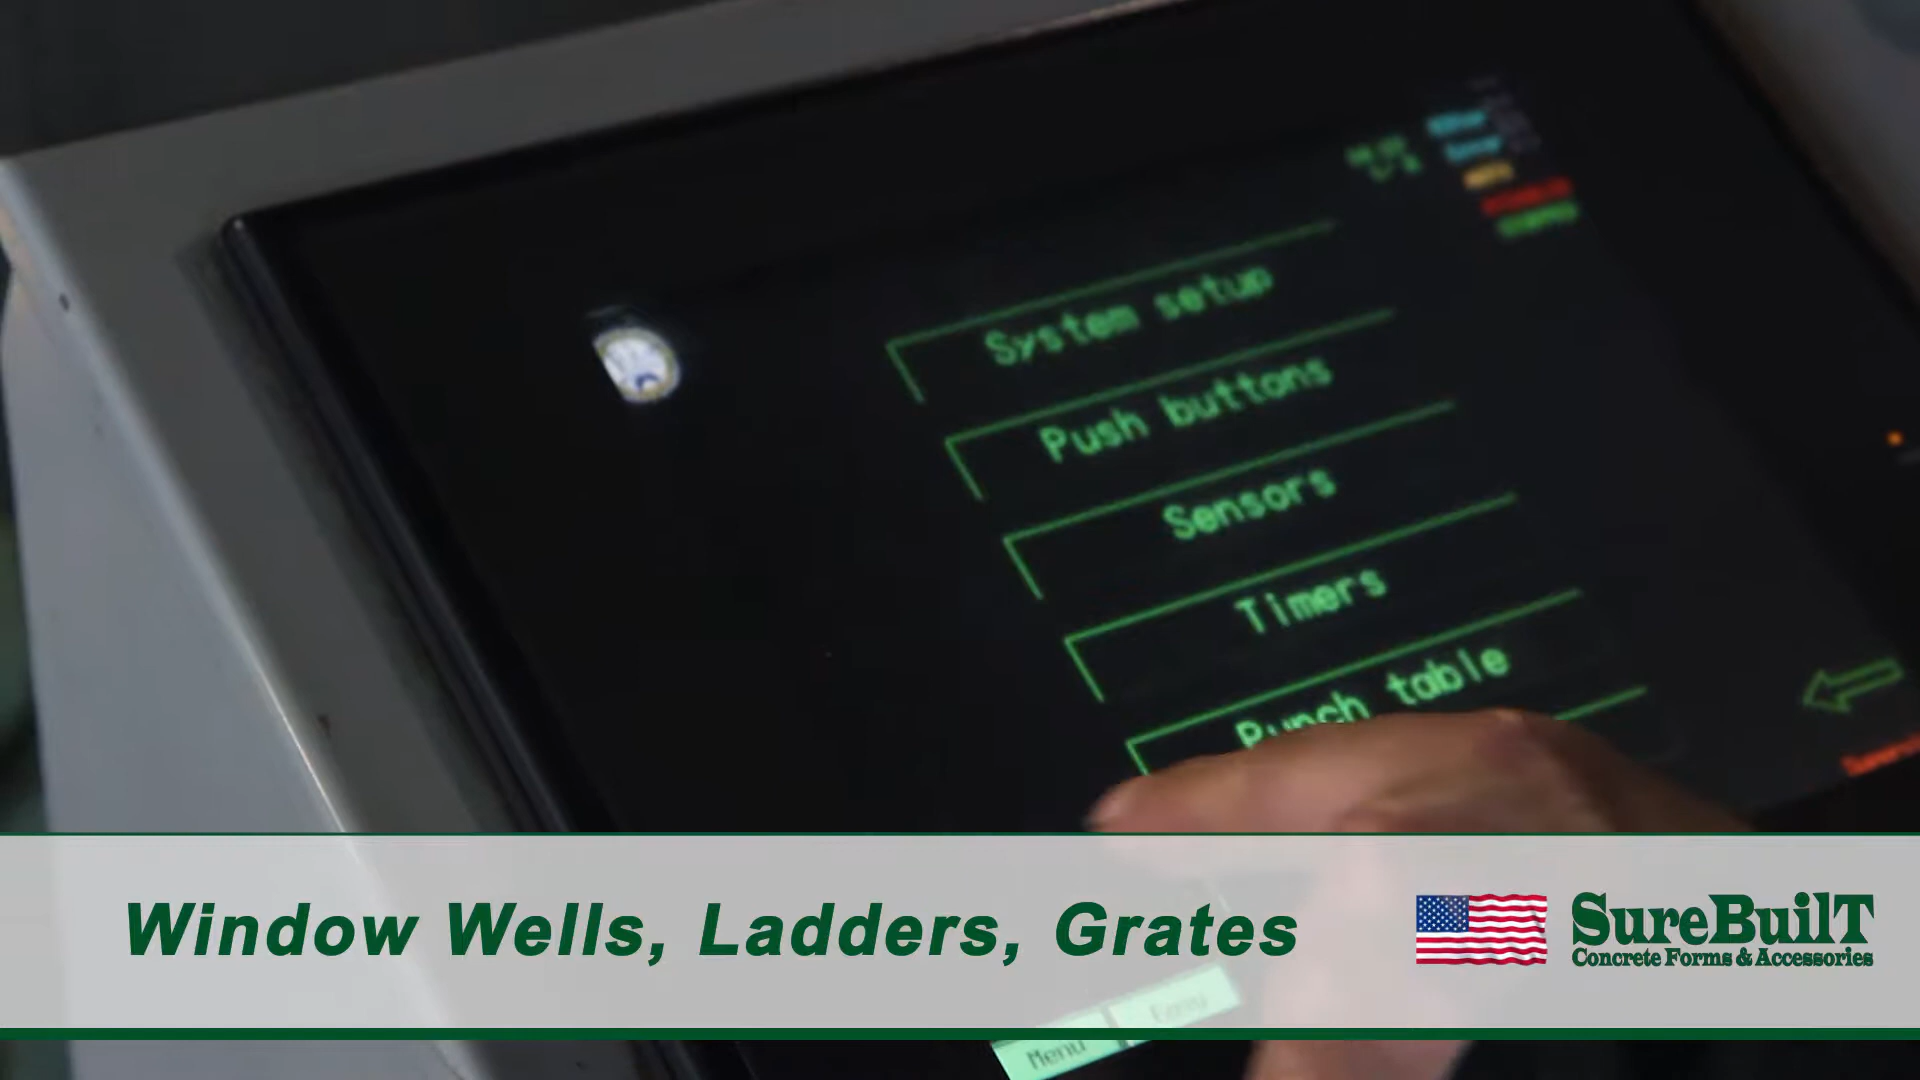 System setup
Push buttons
Sensors
Timers
Punch table
Window Wells, Ladders, Grates
SureBuilT
Concrete Forms & Accessories
Menu